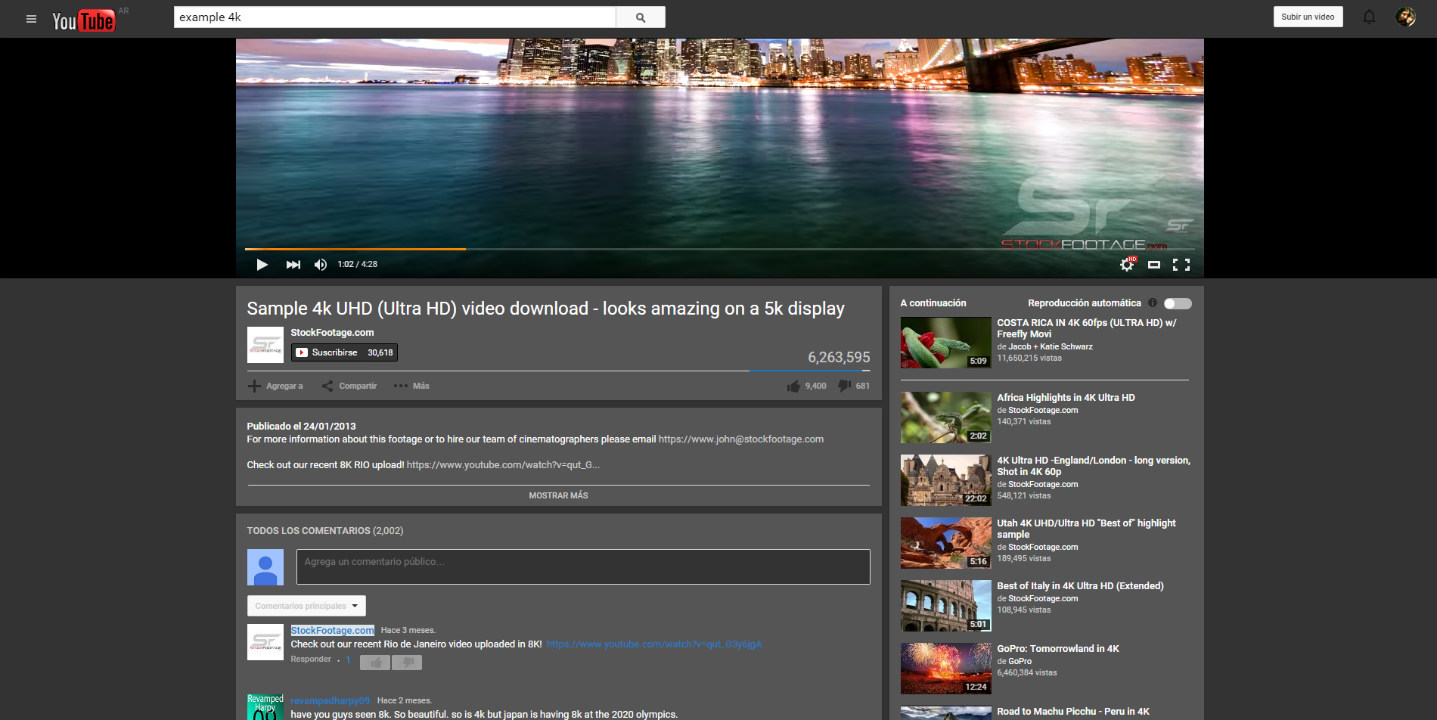 YouTube AR
example 4k
Subir un video
STOCKFOOTAGE.com
1:02 / 4:28
HD
Sample 4k UHD (Ultra HD) video download - looks amazing on a 5k display
StockFootage.com
Suscribirse 30,618
6,263,595
Agregar a Compartir Más
9,400 681
Publicado el 24/01/2013
For more information about this footage or to hire our team of cinematographers please email https://www.john@stockfootage.com
Check out our recent 8K RIO upload! https://www.youtube.com/watch?v=qut_G...
MOSTRAR MÁS
TODOS LOS COMENTARIOS (2,002)
Agrega un comentario público...
Comentarios principales
StockFootage.com Hace 3 meses.
Check out our recent Rio de Janeiro video uploaded in 8K! https://www.youtube.com/watch?v=qut_G3y6jgA
Responder . 1
Revamped
Harpy
09
revampedharpy09 Hace 2 meses.
have you guys seen 8k. So beautiful. so is 4k but japan is having 8k at the 2020 olympics.
A continuación Reproducción automática
COSTA RICA IN 4K 60fps (ULTRA HD) w/
Freefly Movi
de Jacob + Katie Schwarz
11,650,215 vistas
5:09
Africa Highlights in 4K Ultra HD
de StockFootage.com
140,371 vistas
2:02
4K Ultra HD -England/London - long version,
Shot in 4K 60p
de StockFootage.com
548,121 vistas
22:02
Utah 4K UHD/Ultra HD "Best of" highlight
sample
de StockFootage.com
189,495 vistas
5:16
Best of Italy in 4K Ultra HD (Extended)
de StockFootage.com
108,945 vistas
5:01
GoPro: Tomorrowland in 4K
de GoPro
6,460,384 vistas
12:24
Road to Machu Picchu - Peru in 4K